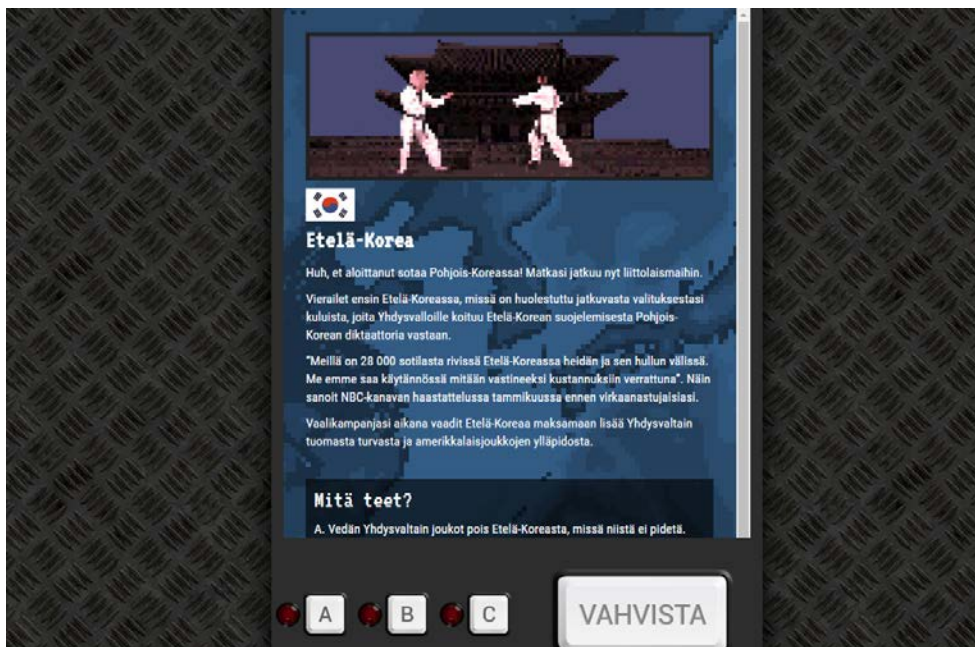 Etelä-Korea
Huh, et aloittanut sotaa Pohjois-Koreassa! Matkasi jatkuu nyt liittolaismaihin.
Vierailet ensin Etelä-Koreassa, missä on huolestuttu jatkuvasta valituksestasi
kuluista, joita Yhdysvalloille koituu Etelä-Korean suojelemisesta Pohjois-
Korean diktaattoria vastaan.
"Meillä on 28 000 sotilasta rivissä Etelä-Koreassa heidän ja sen hullun välissä.
Me emme saa käytännössä mitään vastineeksi kustannuksiin verrattuna". Näin
sanoit NBC-kanavan haastattelussa tammikuussa ennen virkaanastujaisiasi.
Vaalikampanjasi aikana vaadit Etelä-Koreaa maksamaan lisää Yhdysvaltain
tuomasta turvasta ja amerikkalaisjoukkojen ylläpidosta.
Mitä teet?
A. Vedän Yhdysvaltain joukot pois Etelä-Koreasta, missä niistä ei pidetä.
A B C VAHVISTA